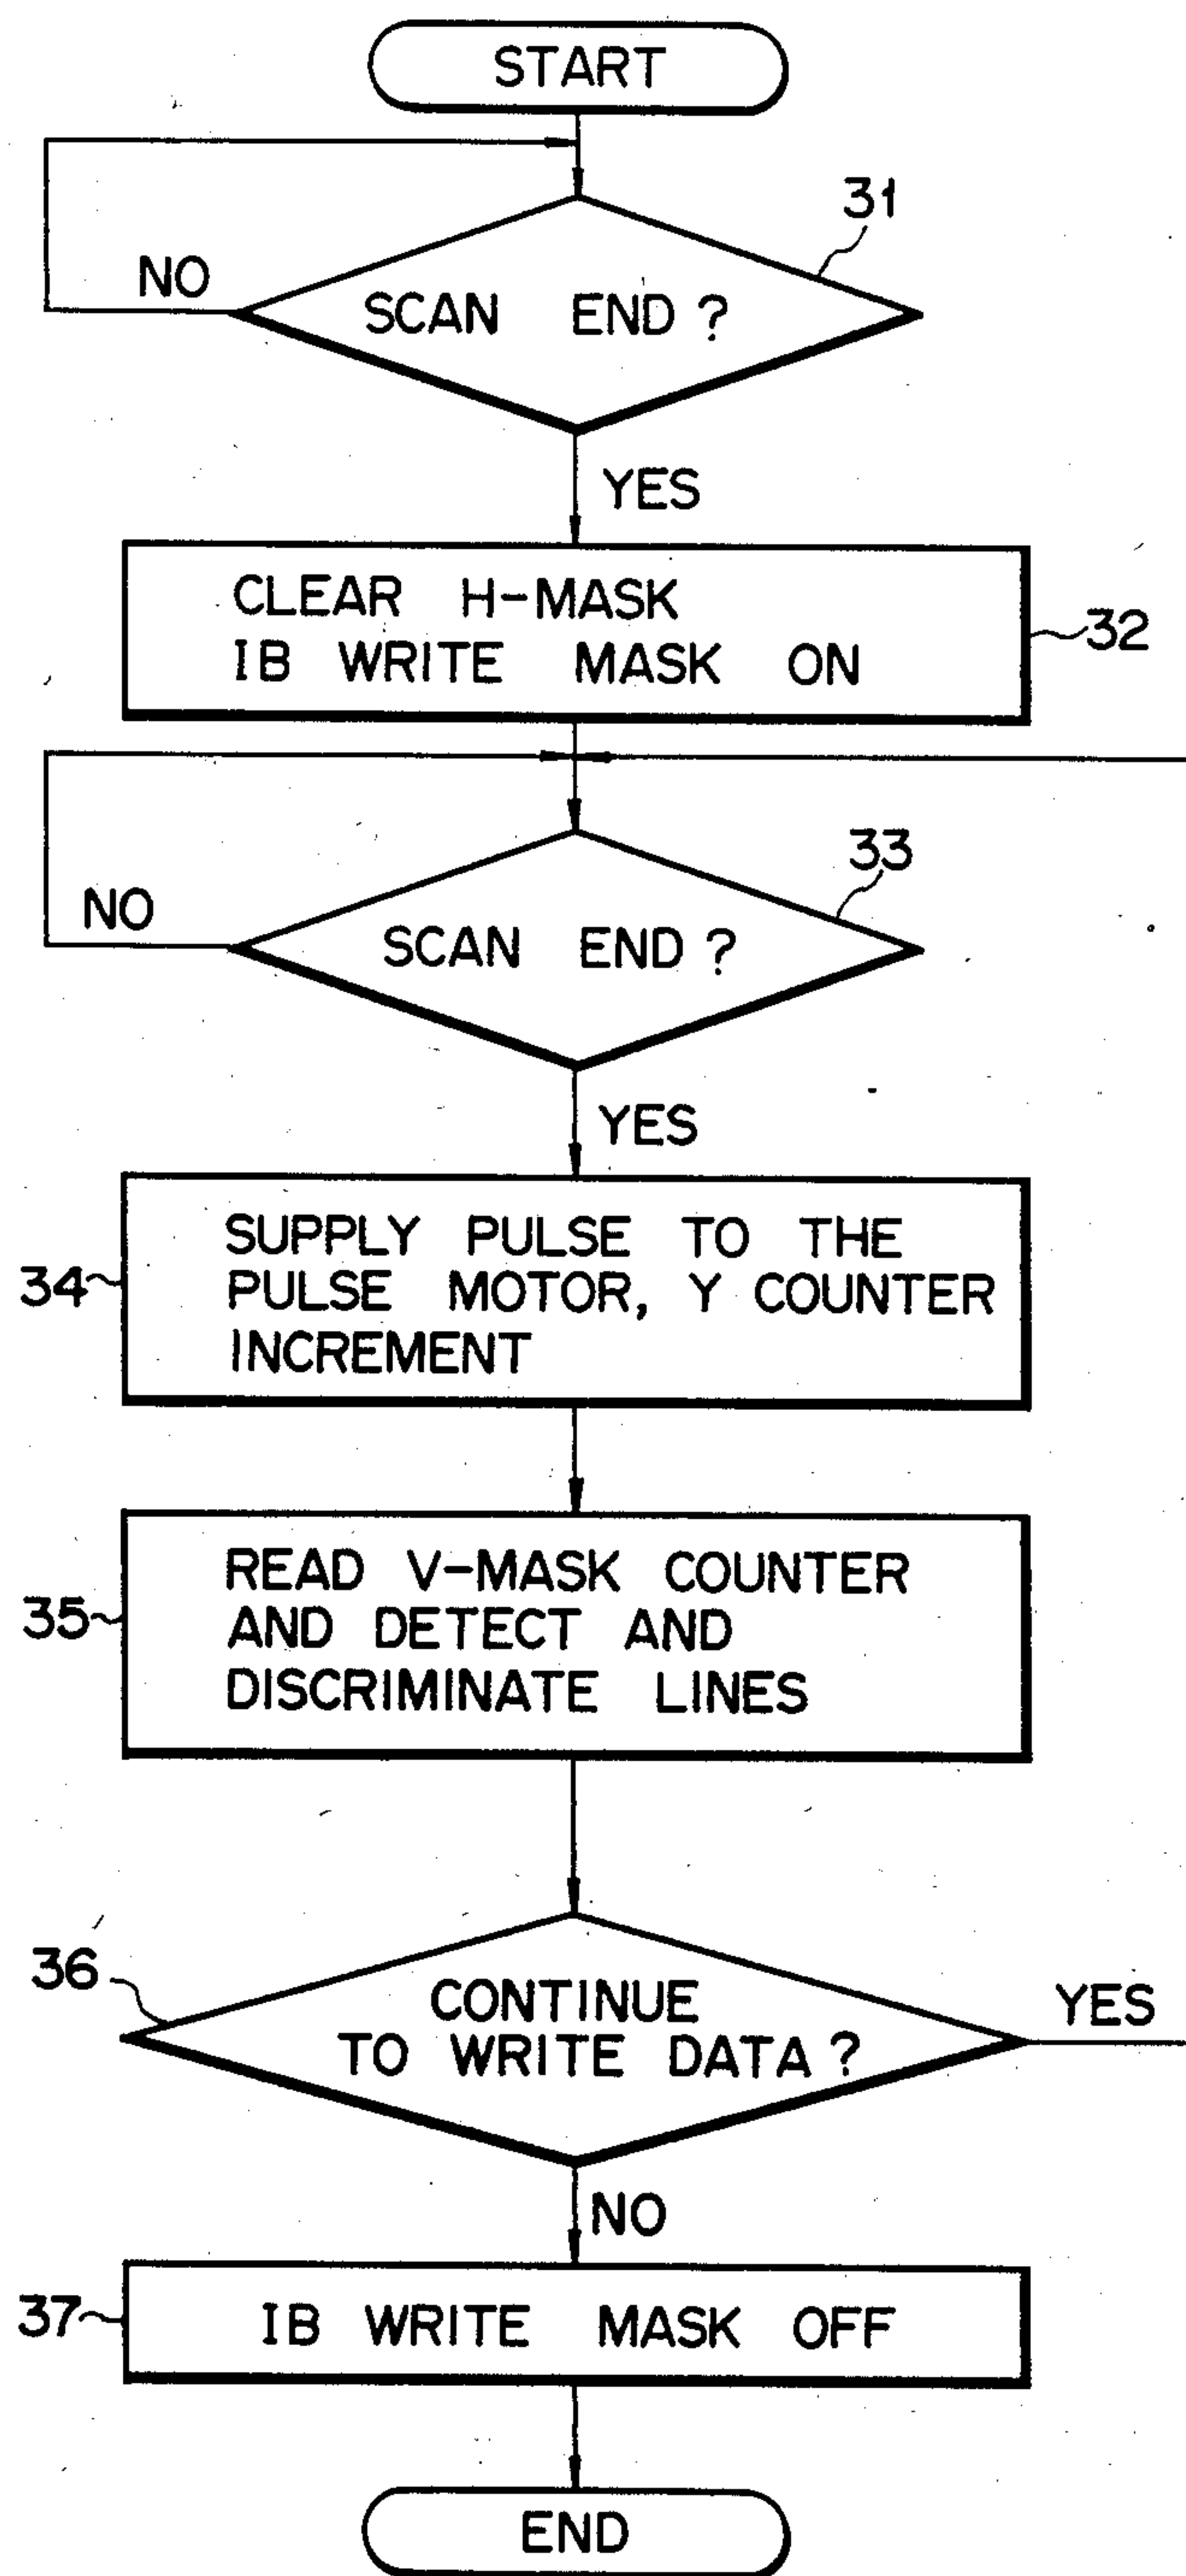 START
31
NO
SCAN END ?
YES
CLEAR H-MASK
IB WRITE MASK ON
32
33
NO
SCAN END ?
YES
SUPPLY PULSE TO THE
34
PULSE MOTOR, Y COUNTER
INCREMENT
READ V-MASK COUNTER
35
AND DETECT AND
DISCRIMINATE LINES
36
CONTINUE
YES
TO WRITE DATA ?
NO
37
IB WRITE MASK OFF
END